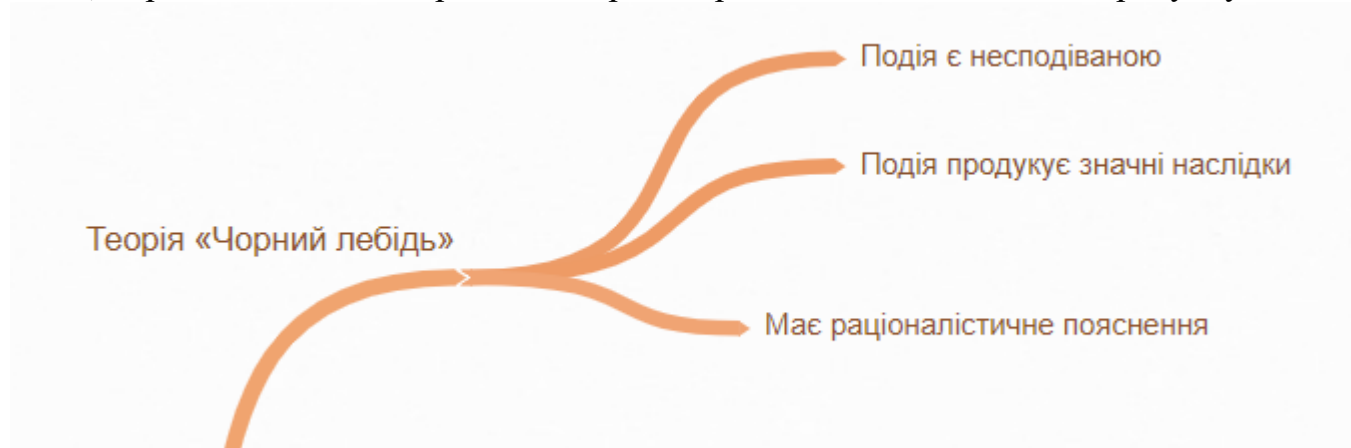 Подія є несподіваною
Подія продукує значні наслідки
Теорія «Чорний лебідь»
Має раціоналістичне пояснення